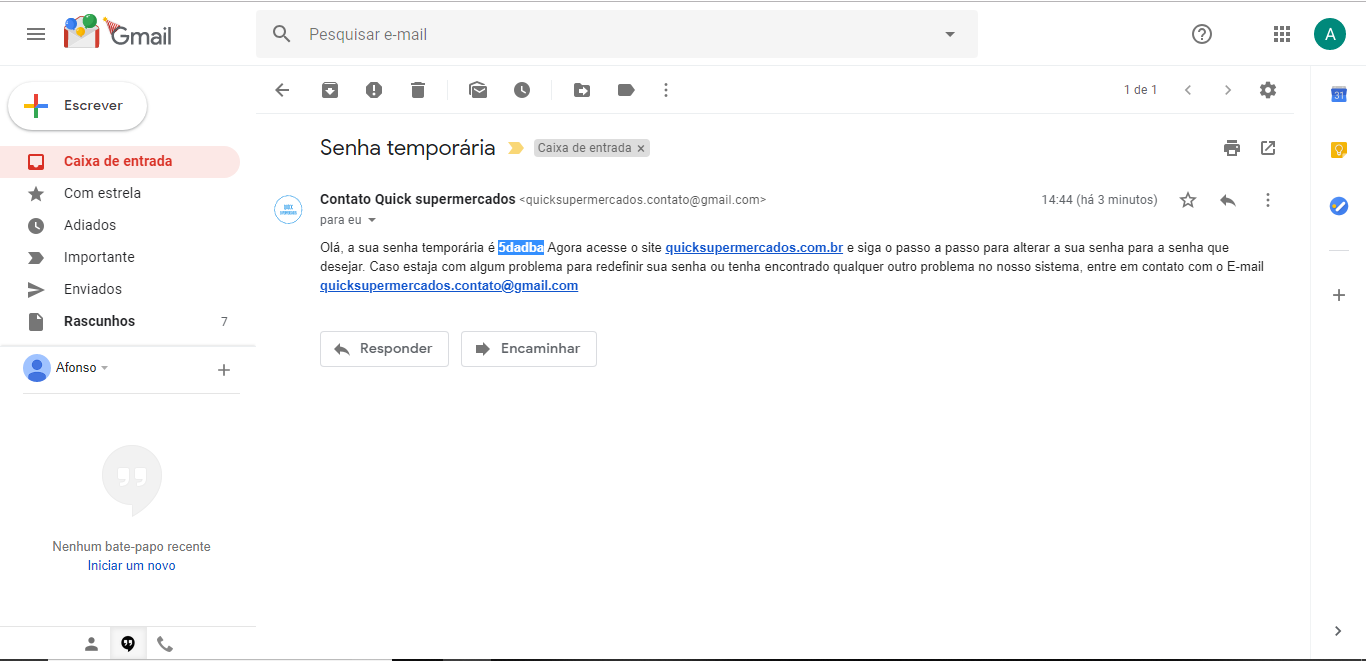 Gmail
Pesquisar e-mail
A
Escrever
1 de 1
31
Caixa de entrada
Com estrela
Adiados
Importante
Enviados
Rascunhos 7
Afonso
Nenhum bate-papo recente
Iniciar um novo
Senha temporária Caixa de entrada x
Contato Quick supermercados <quicksupermercados.contato@gmail.com> 14:44 (há 3 minutos)
para eu
Olá, a sua senha temporária é 5dadba Agora acesse o site quicksupermercados.com.br e siga o passo a passo para alterar a sua senha para a senha que
desejar. Caso estaja com algum problema para redefinir sua senha ou tenha encontrado qualquer outro problema no nosso sistema, entre em contato com o E-mail
quicksupermercados.contato@gmail.com
Responder
Encaminhar